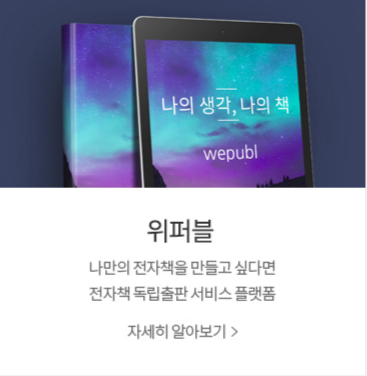 나의 생각, 나의 책
wepubl
위퍼블
나만의 전자책을 만들고 싶다면
전자책 독립출판 서비스 플랫폼
자세히 알아보기 >